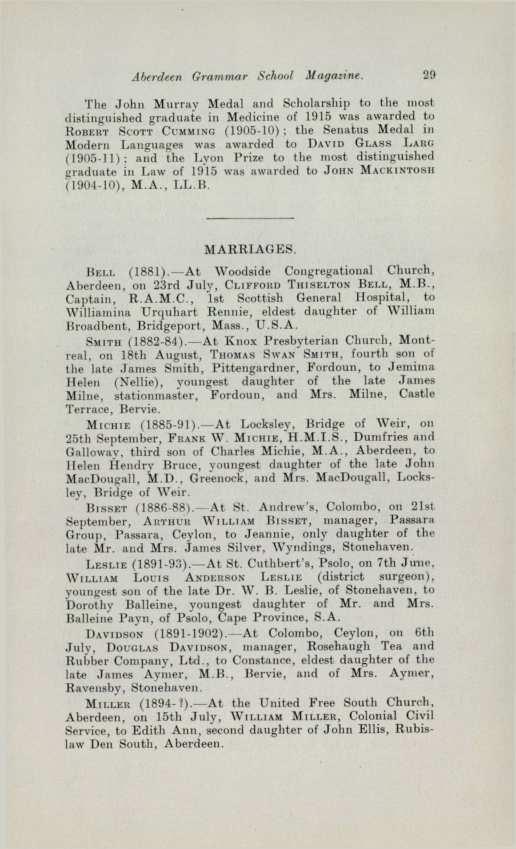 Aberdeen Grammar School Magazine. 29
The John Murray Medal and Scholarship to the most
distinguished graduate in Medicine of 1915 was awarded to
ROBERT SCOTT CUMMING (1905-10); the Senatus Medal in
Modern Languages was awarded to DAVID GLASS LARG
(1905-11); and the Lyon Prize to the most distinguished
graduate in Law of 1915 was awarded to JOHN MACKINTOSH
(1904-10), M.A., LL.B.
MARRIAGES.
BELL (1881).—At Woodside Congregational Church,
Aberdeen, on 23rd July, CLIFFORD THISELTON BELL, M.B.,
Captain, R.A.M.C., 1st Scottish General Hospital, to
Williamina Urquhart Rennie, eldest daughter of William
Broadbent, Bridgeport, Mass., U.S.A.
SMITH (1882-84).—At Knox Presbyterian Church, Mont-
real, on 18th August, THOMAS SWAN SMITH, fourth son of
the late James Smith, Pittengardner, Fordoun, to Jemima
Helen (Nellie), youngest daughter of the late James
Milne, stationmaster, Fordoun, and Mrs. Milne, Castle
Terrace, Bervie.
MICHIE (1885-91).—At Locksley, Bridge of Weir, on
25th September, FRANK W. MICHIE, H.M.I.S., Dumfries and
Galloway, third son of Charles Michie, M.A., Aberdeen, to
Helen Hendry Bruce, youngest daughter of the late John
MacDougall, M.D., Greenock, and Mrs. MacDougall, Locks-
ley, Bridge of Weir.
BISSET (1886-88).—At St. Andrew's, Colombo, on 21st
September, ARTHUR WILLIAM BISSET, manager, Passara
Group, Passara, Ceylon, to Jeannie, only daughter of the
late Mr. and Mrs. James Silver, Wyndings, Stonehaven.
LESLIE (1891-93).—At St. Cuthbert's, Psolo, on 7th June,
WILLIAM LOUIS ANDERSON LESLIE (district surgeon),
youngest son of the late Dr. W. B. Leslie, of Stonehaven, to
Dorothy Balleine, youngest daughter of Mr. and Mrs.
Balleine Payn, of Psolo, Cape Province, S.A.
DAVIDSON (1891-1902).—At Colombo, Ceylon, on 6th
July, DOUGLAS DAVIDSON, manager, Rosehaugh Tea and
Rubber Company, Ltd., to Constance, eldest daughter of the
late James Aymer, M.B., Bervie, and of Mrs. Aymer,
Ravensby, Stonehaven.
MILLER (1894-?).—At the United Free South Church,
Aberdeen, on 15th July, WILLIAM MILLER, Colonial Civil
Service, to Edith Ann, second daughter of John Ellis, Rubis-
law Den South, Aberdeen.